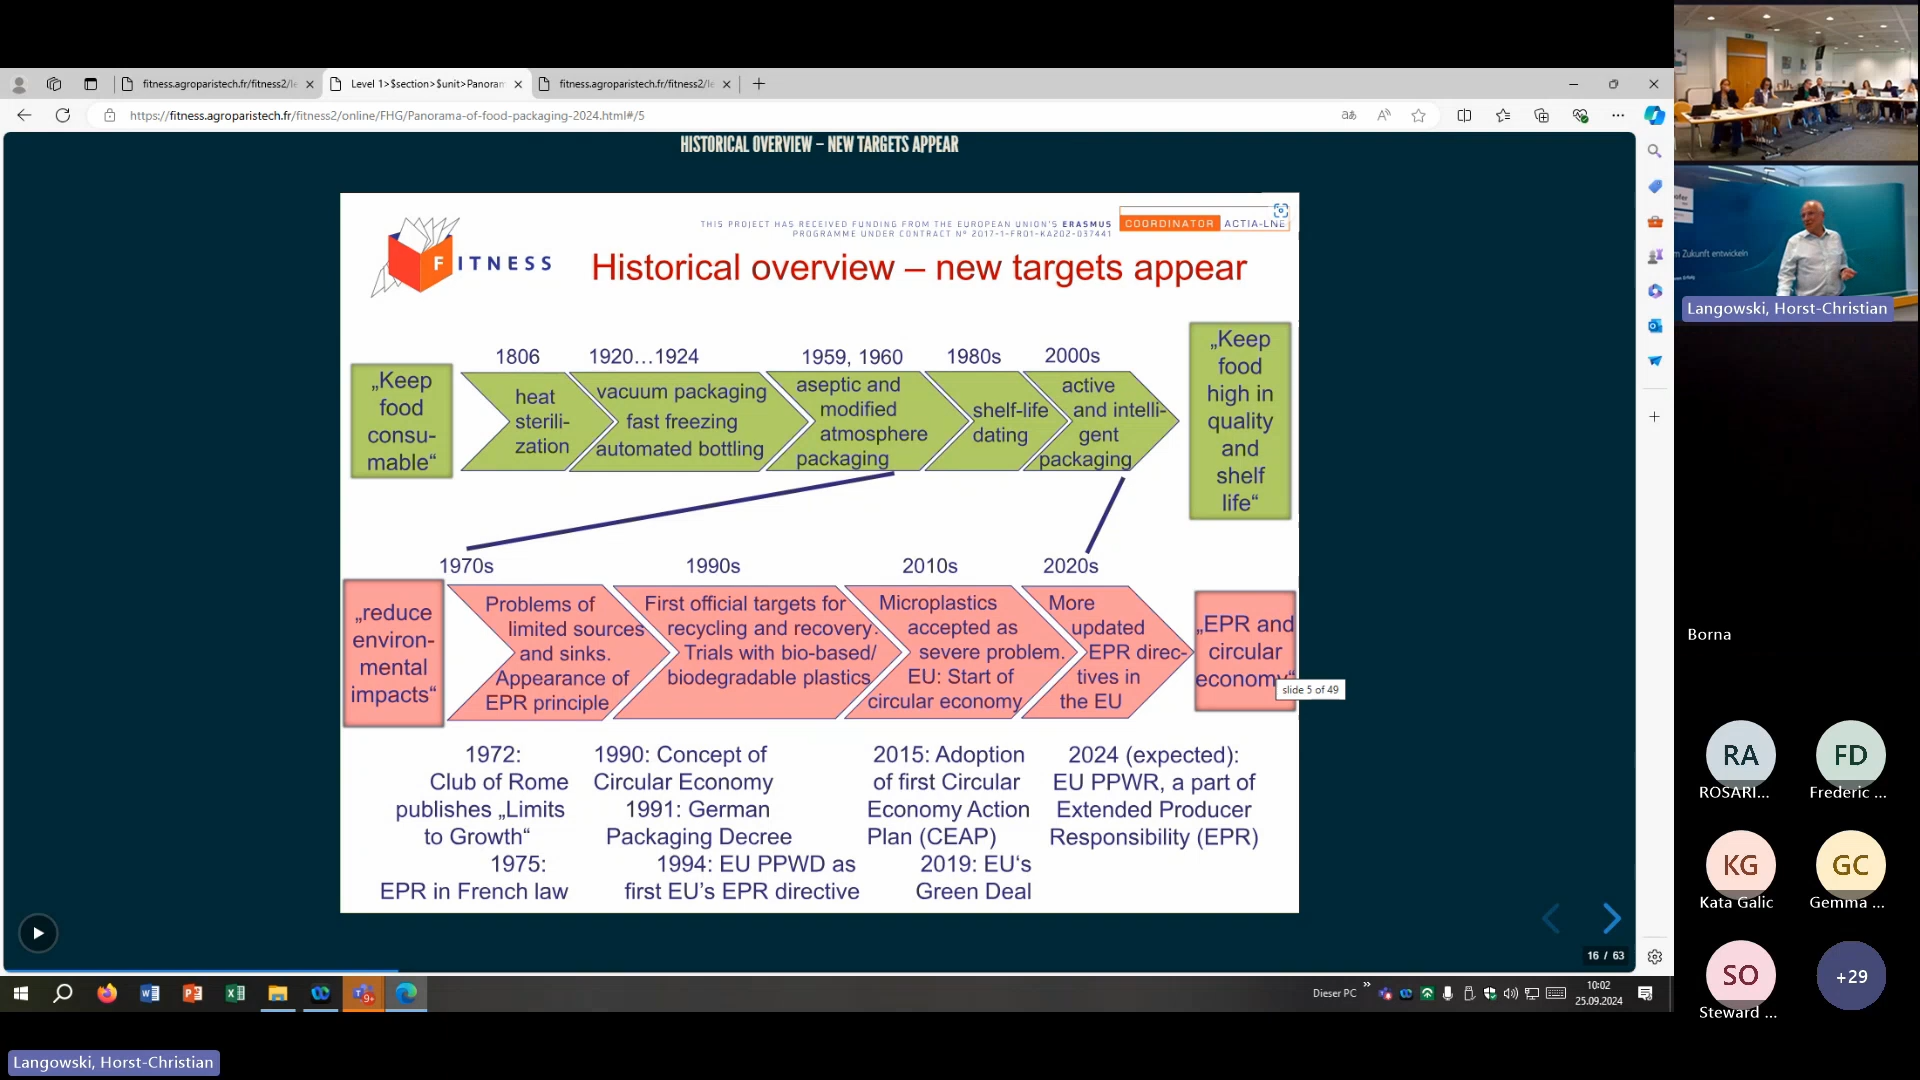 fitness.agroparistech.fr/fitness2/le
Level 1>$section>$unit>Panoram
fitness.agroparistech.fr/fitness2/le
https://fitness.agroparistech.fr/fitness2/online/FHG/Panorama-of-food-packaging-2024.html#/5
HISTORICAL OVERVIEW – NEW TARGETS APPEAR
THIS PROJECT HAS RECEIVED FUNDING FROM THE EUROPEAN UNION'S ERASMUS
PROGRAMME UNDER CONTRACT N° 2017-1-FR01-KA202-037441
COORDINATOR ACTIA-LNE
FITNESS
Historical overview – new targets appear
„Keep
food
consu-
mable“
1806
heat
sterili-
zation
1920…1924
vacuum packaging
fast freezing
automated bottling
1959, 1960
aseptic and
modified
atmosphere
packaging
1980s
shelf-life
dating
2000s
active
and intelli-
gent
packaging
„Keep
food
high in
quality
and
shelf
life“
„reduce
environ-
mental
impacts“
1970s
Problems of
limited sources
and sinks.
Appearance of
EPR principle
1990s
First official targets for
recycling and recovery.
Trials with bio-based/
biodegradable plastics
2010s
Microplastics
accepted as
severe problem.
EU: Start of
circular economy
2020s
More
updated
EPR direc-
tives in
the EU
„EPR and
circular
economy“
slide 5 of 49
1972:
Club of Rome
publishes „Limits
to Growth“
1975:
EPR in French law
1990: Concept of
Circular Economy
1991: German
Packaging Decree
1994: EU PPWD as
first EU's EPR directive
2015: Adoption
of first Circular
Economy Action
Plan (CEAP)
2019: EU‘s
Green Deal
2024 (expected):
EU PPWR, a part of
Extended Producer
Responsibility (EPR)
16 / 63
Dieser PC
10:02
25.09.2024
Langowski, Horst-Christian
Zukunft entwickeln
Langowski, Horst-Christian
Borna
RA
ROSARI...
FD
Frederic ...
KG
Kata Galic
GC
Gemma ...
SO
Steward ...
+29